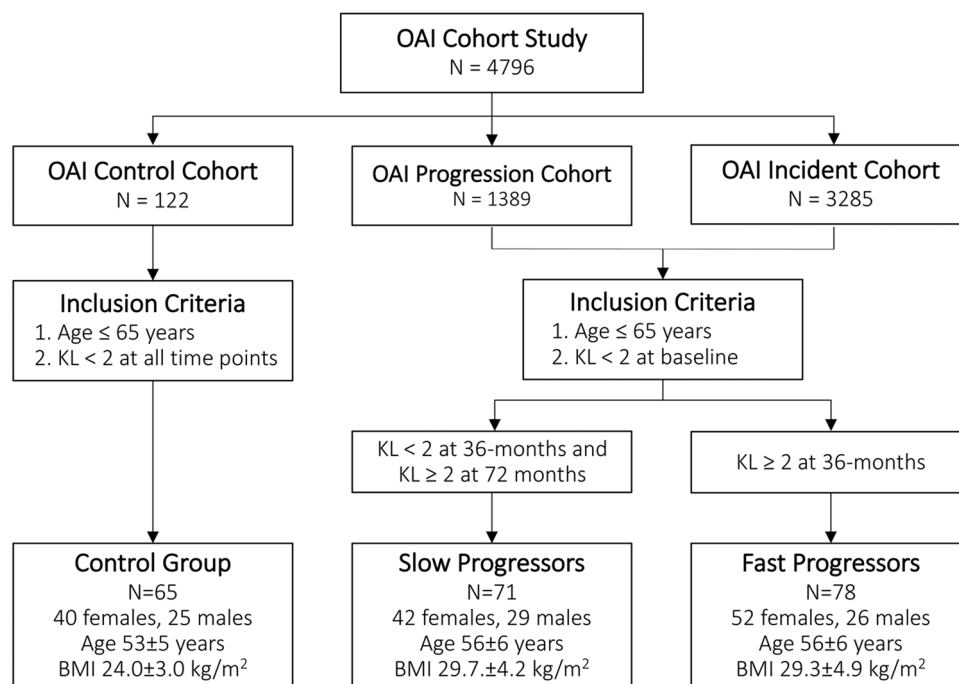 OAI Cohort Study
N = 4796
OAI Control Cohort
N = 122
OAI Progression Cohort
N = 1389
OAI Incident Cohort
N = 3285
Inclusion Criteria
1. Age ≤ 65 years
2. KL < 2 at all time points
Inclusion Criteria
1. Age ≤ 65 years
2. KL < 2 at baseline
KL < 2 at 36-months and
KL ≥ 2 at 72 months
KL ≥ 2 at 36-months
Control Group
N=65
40 females, 25 males
Age 53±5 years
BMI 24.0±3.0 kg/m²
Slow Progressors
N=71
42 females, 29 males
Age 56±6 years
BMI 29.7.±4.2 kg/m²
Fast Progressors
N=78
52 females, 26 males
Age 56±6 years
BMI 29.3±4.9 kg/m²